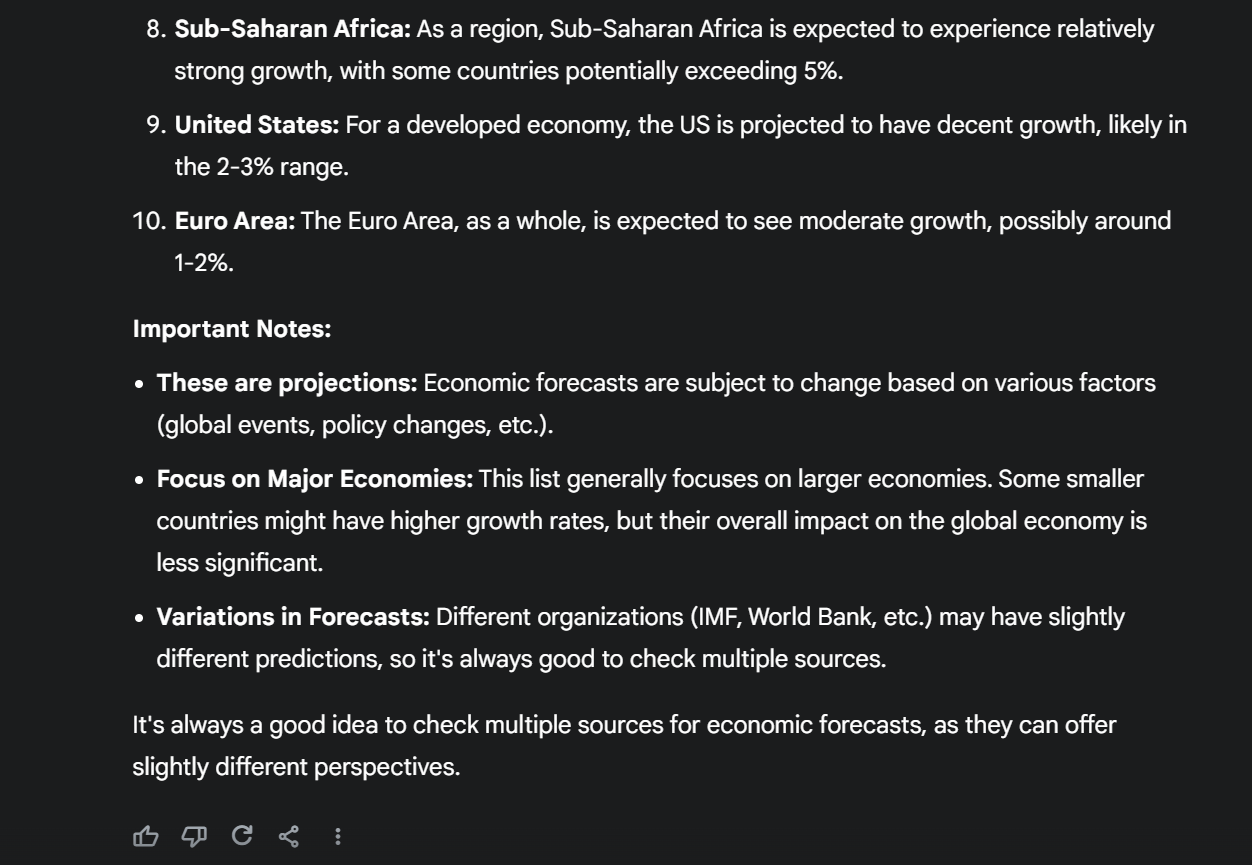 8. Sub-Saharan Africa: As a region, Sub-Saharan Africa is expected to experience relatively
strong growth, with some countries potentially exceeding 5%.
9. United States: For a developed economy, the US is projected to have decent growth, likely in
the 2-3% range.
10. Euro Area: The Euro Area, as a whole, is expected to see moderate growth, possibly around
1-2%.
Important Notes:
• These are projections: Economic forecasts are subject to change based on various factors
(global events, policy changes, etc.).
• Focus on Major Economies: This list generally focuses on larger economies. Some smaller
countries might have higher growth rates, but their overall impact on the global economy is
less significant.
• Variations in Forecasts: Different organizations (IMF, World Bank, etc.) may have slightly
different predictions, so it's always good to check multiple sources.
It's always a good idea to check multiple sources for economic forecasts, as they can offer
slightly different perspectives.